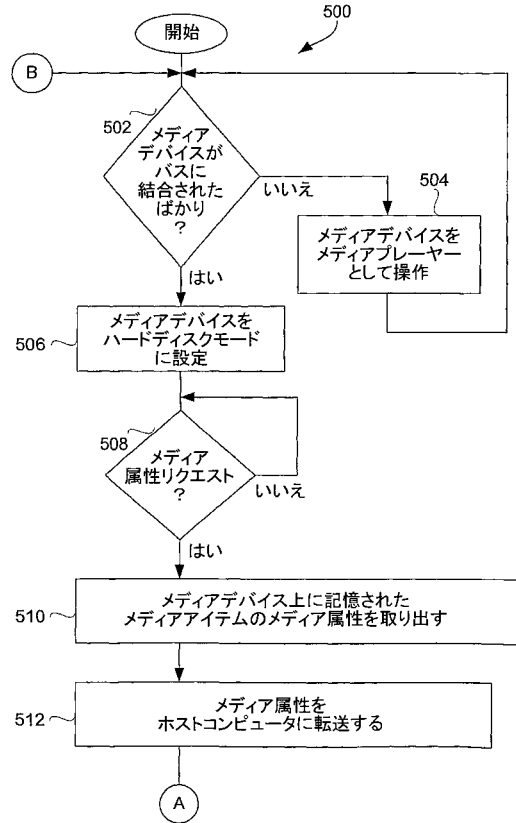 500
開始
B
502
メディア
デバイスが
バスに
結合された
ばかり
?
いいえ
504
メディアデバイスを
メディアプレーヤー
として操作
はい
506
メディアデバイスを
ハードディスクモード
に設定
508
メディア
属性リクエスト
?
いいえ
はい
510
メディアデバイス上に記憶された
メディアアイテムのメディア属性を取り出す
512
メディア属性を
ホストコンピュータに転送する
A